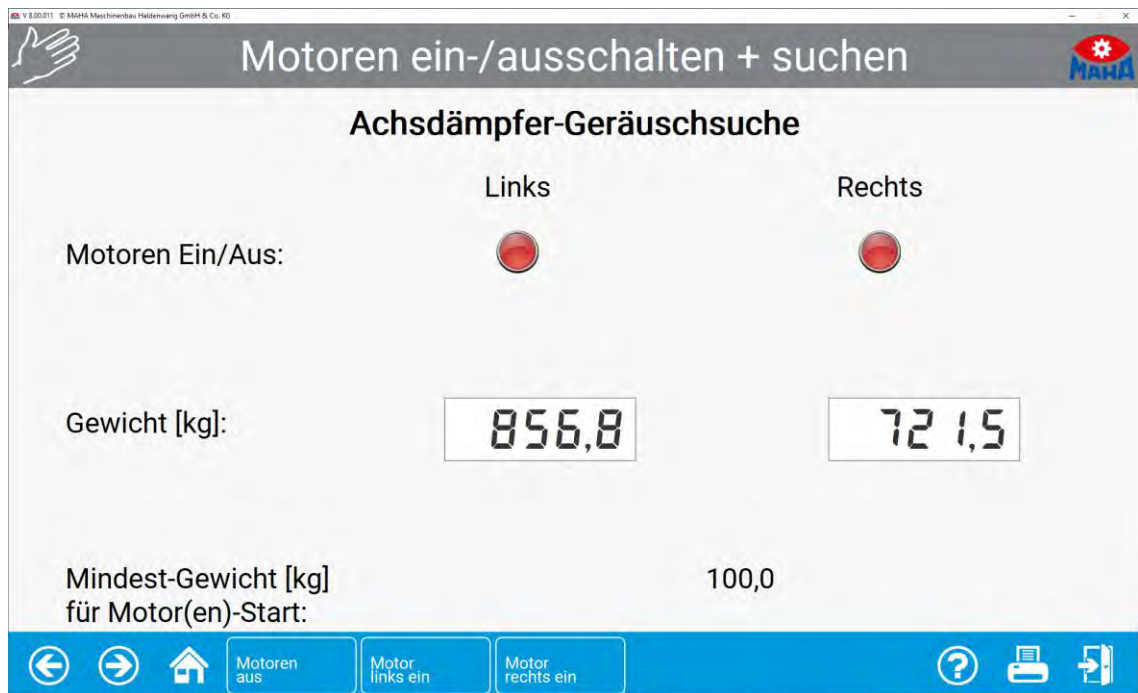 V 8.00.011 © MAHA Maschinenbau Haldenwang GmbH & Co. KG
Motoren ein-/ausschalten + suchen
MAHA
Achsdämpfer-Geräuschsuche
Links Rechts
Motoren Ein/Aus:
Gewicht [kg]: 856,8 721,5
Mindest-Gewicht [kg] 100,0
für Motor(en)-Start:
Motoren
aus
Motor
links ein
Motor
rechts ein
?